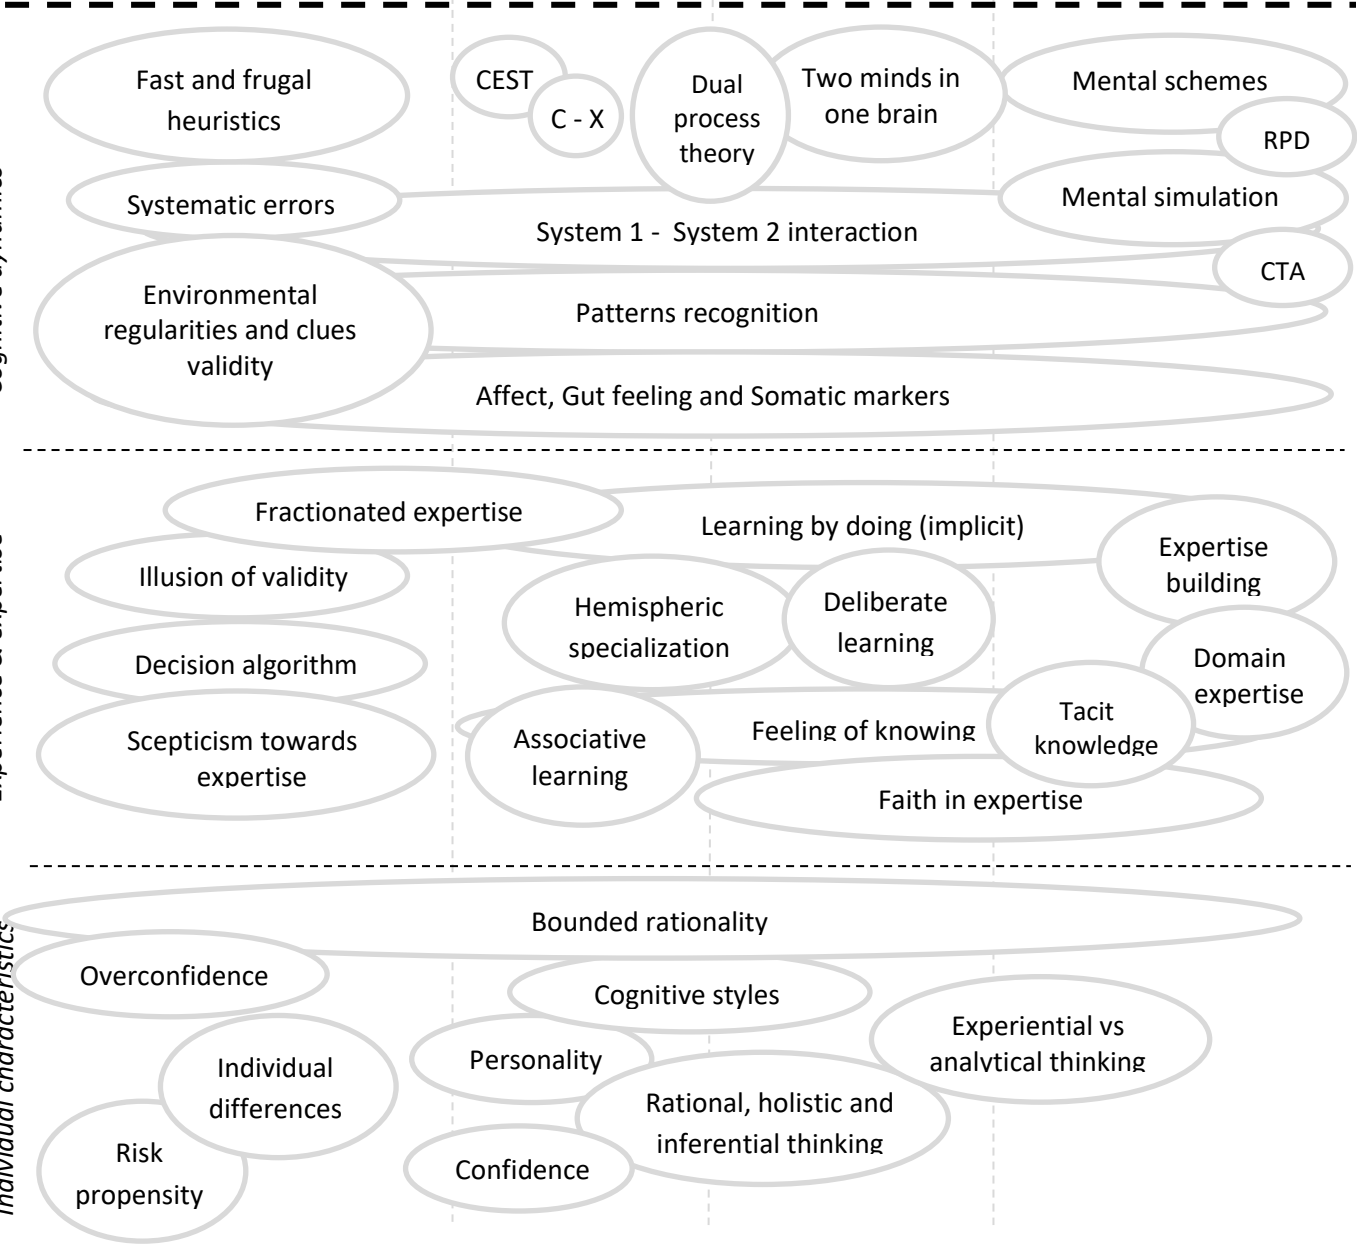 Fast and frugal
heuristics
CEST
C - X
Dual
process
theory
Two minds in
one brain
Mental schemes
RPD
Systematic errors
Mental simulation
System 1 -  System 2 interaction
CTA
Environmental
regularities and clues
validity
Patterns recognition
Affect, Gut feeling and Somatic markers
Fractionated expertise
Learning by doing (implicit)
Expertise
building
Illusion of validity
Hemispheric
specialization
Deliberate
learning
Decision algorithm
Domain
expertise
Scepticism towards
expertise
Associative
learning
Feeling of knowing
Tacit
knowledge
Faith in expertise
Individual characteristics
Bounded rationality
Overconfidence
Cognitive styles
Experiential vs
analytical thinking
Individual
differences
Personality
Rational, holistic and
inferential thinking
Risk
propensity
Confidence